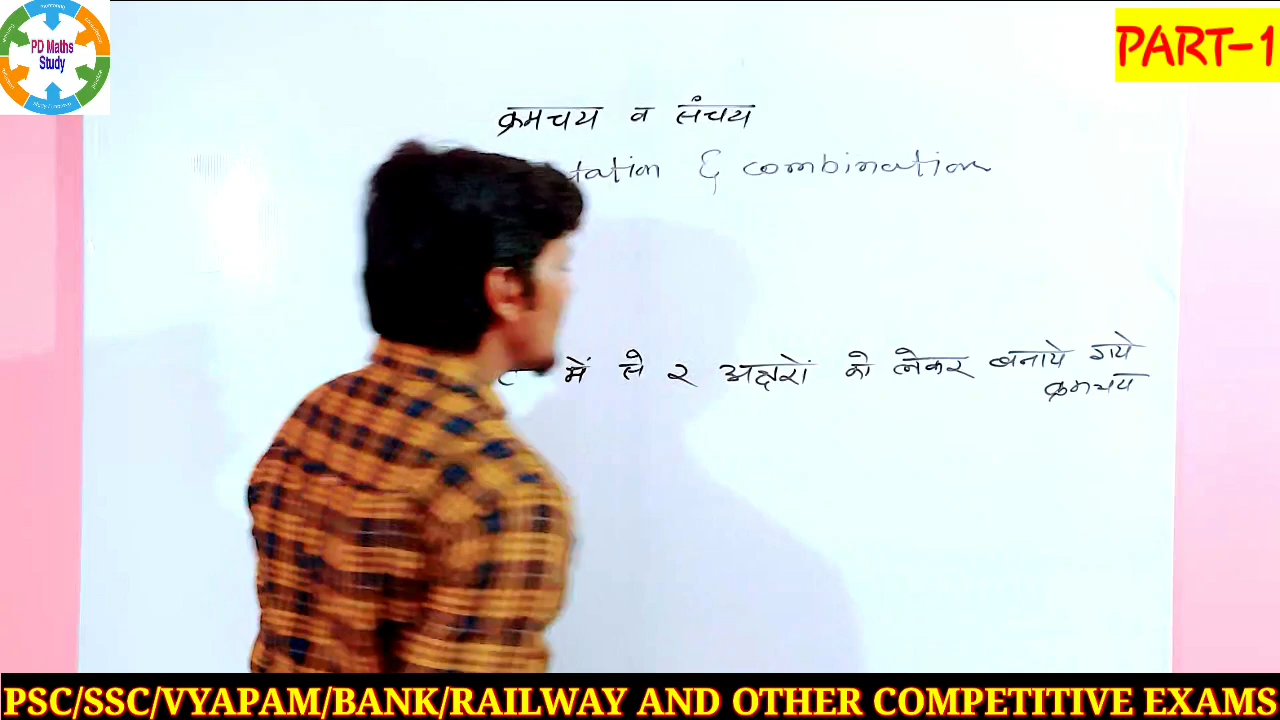 PD Maths
Study
PART-1
क्रमचय व संचय
tation & combination
में से २ अक्षरों को लेकर बनाये गये
क्रमचय
PSC/SSC/VYAPAM/BANK/RAILWAY AND OTHER COMPETITIVE EXAMS